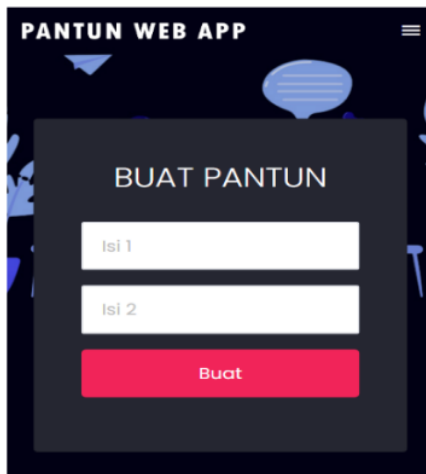 PANTUN WEB APP
BUAT PANTUN
Isi 1
Isi 2
Buat